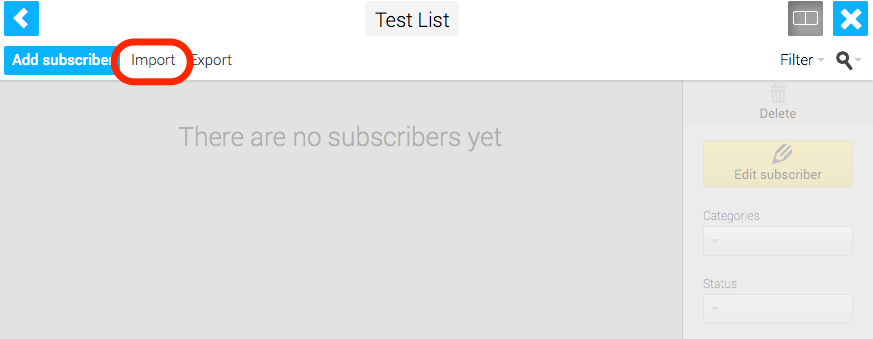 Test List
Add subscriber Import Export Filter
There are no subscribers yet
Delete
Edit subscriber
Categories
Status